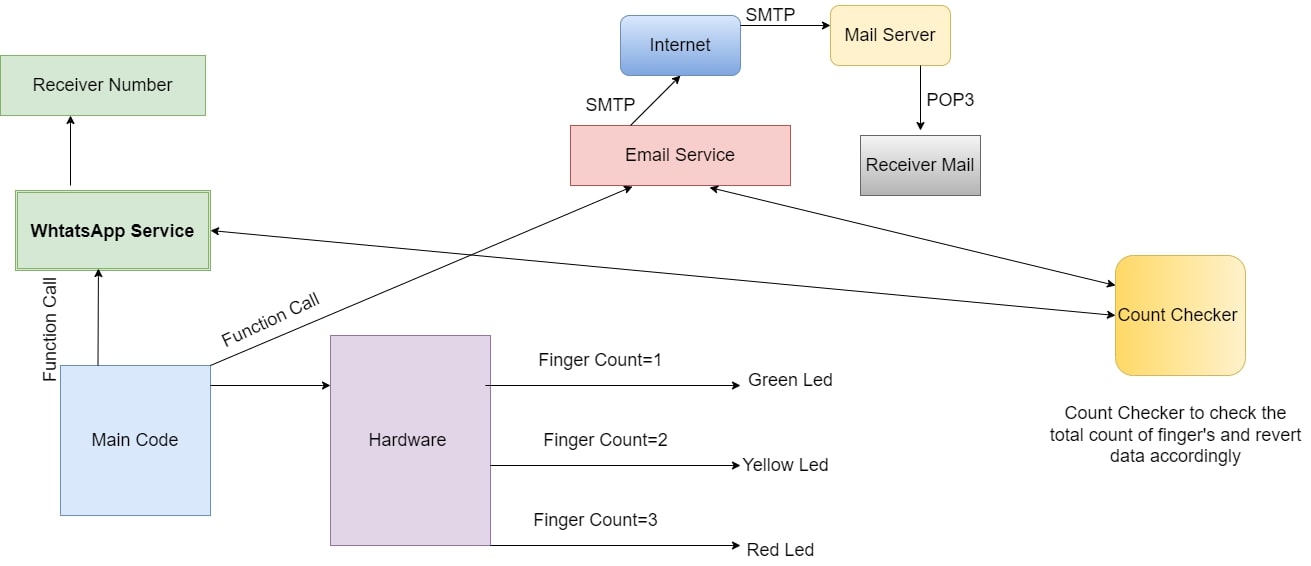 SMTP
Internet
Mail Server
Receiver Number
SMTP
POP3
Email Service
Receiver Mail
WhtatsApp Service
Function Call
Function Call
Count Checker
Finger Count=1
Green Led
Main Code
Hardware
Finger Count=2
Yellow Led
Count Checker to check the
total count of finger's and revert
data accordingly
Finger Count=3
Red Led